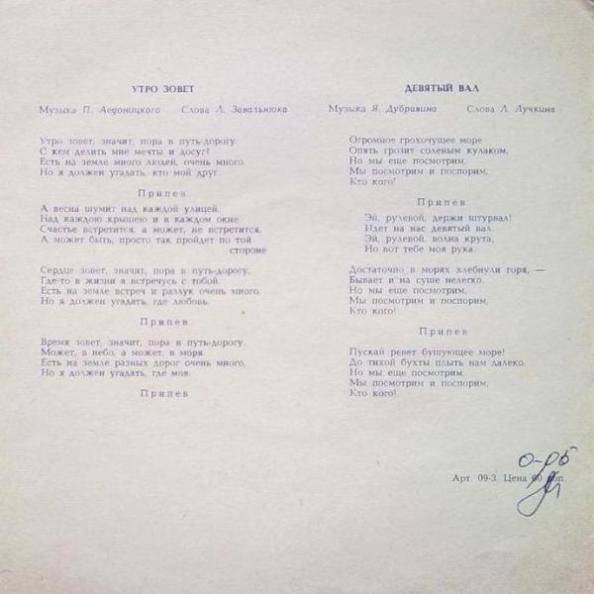 УТРО ЗОВЕТ
Музыка П. Аедоницкого Слова Л. Завальнюка
Утро зовет, значит, пора в путь-дорогу.
С кем делить мне мечты и досуг?
Есть на земле много людей, очень много.
Но я должен угадать, кто мой друг.
Припев
А весна шумит над каждой улицей.
Над каждою крышею и в каждом окне
Счастье встретится, а может, не встретится,
А может быть, просто так пройдет по той
стороне
Сердце зовет, значит, пора в путь-дорогу,
Где-то в жизни я встречусь с тобой.
Есть на земле встреч и разлук очень много,
Но я должен угадать, где любовь.
Припев
Время зовет, значит, пора в путь-дорогу.
Может, в небо, а может, в моря.
Есть на земле разных дорог очень много,
Но я должен угадать, где моя.
Припев
ДЕВЯТЫЙ ВАЛ
Музыка Я. Дубравина Слова Л. Лучкина
Огромное грохочущее море
Опять грозит солевым кулаком,
Но мы еще посмотрим,
Мы посмотрим и поспорим,
Кто кого!
Припев
Эй, рулевой, держи штурвал!
Идет на нас девятый вал.
Эй, рулевой, волна крута,
Но вот тебе моя рука.
Достаточно в морях хлебнули горя, —
Бывает и на суше нелегко.
Но мы еще посмотрим,
Мы посмотрим и поспорим,
Кто кого!
Припев
Пускай ревет бушующее море!
До тихой бухты плыть нам далеко.
Но мы еще посмотрим,
Мы посмотрим и поспорим,
Кто кого!
Арт. 09-3. Цена коп.